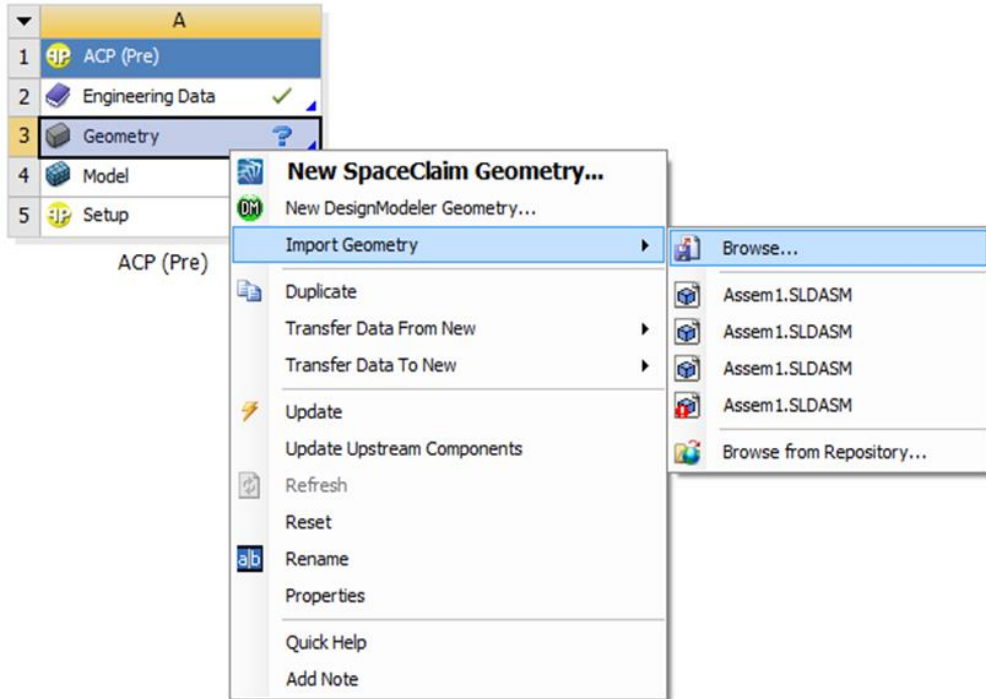 A
1 ACP (Pre)
2 Engineering Data
3 Geometry ?
4 Model
5 Setup
ACP (Pre)
New SpaceClaim Geometry...
DM New DesignModeler Geometry...
Import Geometry
Duplicate
Transfer Data From New
Transfer Data To New
Update
Update Upstream Components
Refresh
Reset
a|b Rename
Properties
Quick Help
Add Note
Browse...
Assem1.SLDASM
Assem1.SLDASM
Assem1.SLDASM
Assem1.SLDASM
Browse from Repository...